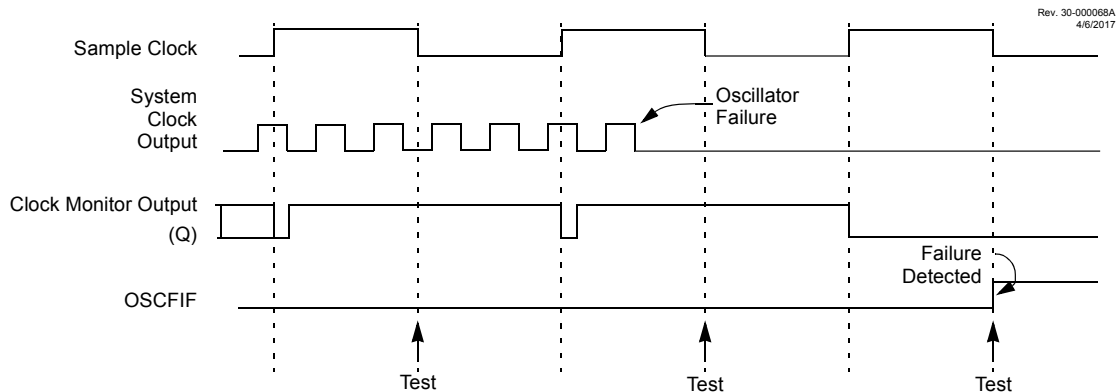 Rev. 30-000068A
4/6/2017
Sample Clock
System
Clock
Output
Oscillator
Failure
Clock Monitor Output
(Q)
Failure
Detected
OSCFIF
Test
Test
Test